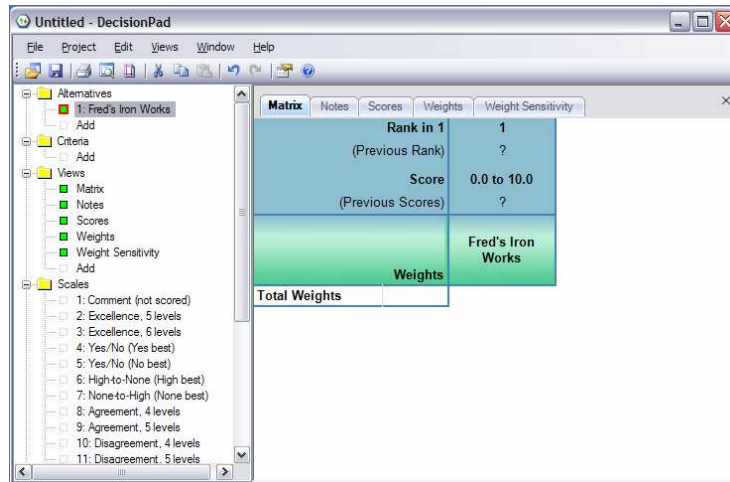 Untitled - DecisionPad
File Project Edit Views Window Help
Alternatives
1: Fred's Iron Works
Add
Criteria
Add
Views
Matrix
Notes
Scores
Weights
Weight Sensitivity
Add
Scales
1: Comment (not scored)
2: Excellence, 5 levels
3: Excellence, 6 levels
4: Yes/No (Yes best)
5: Yes/No (No best)
6: High-to-None (High best)
7: None-to-High (None best)
8: Agreement, 4 levels
9: Agreement, 5 levels
10: Disagreement, 4 levels
11: Disagreement, 5 levels
Matrix Notes Scores Weights Weight Sensitivity
Rank in 1 1
(Previous Rank) ?
Score 0.0 to 10.0
(Previous Scores) ?
Fred's Iron
Works
Weights
Total Weights